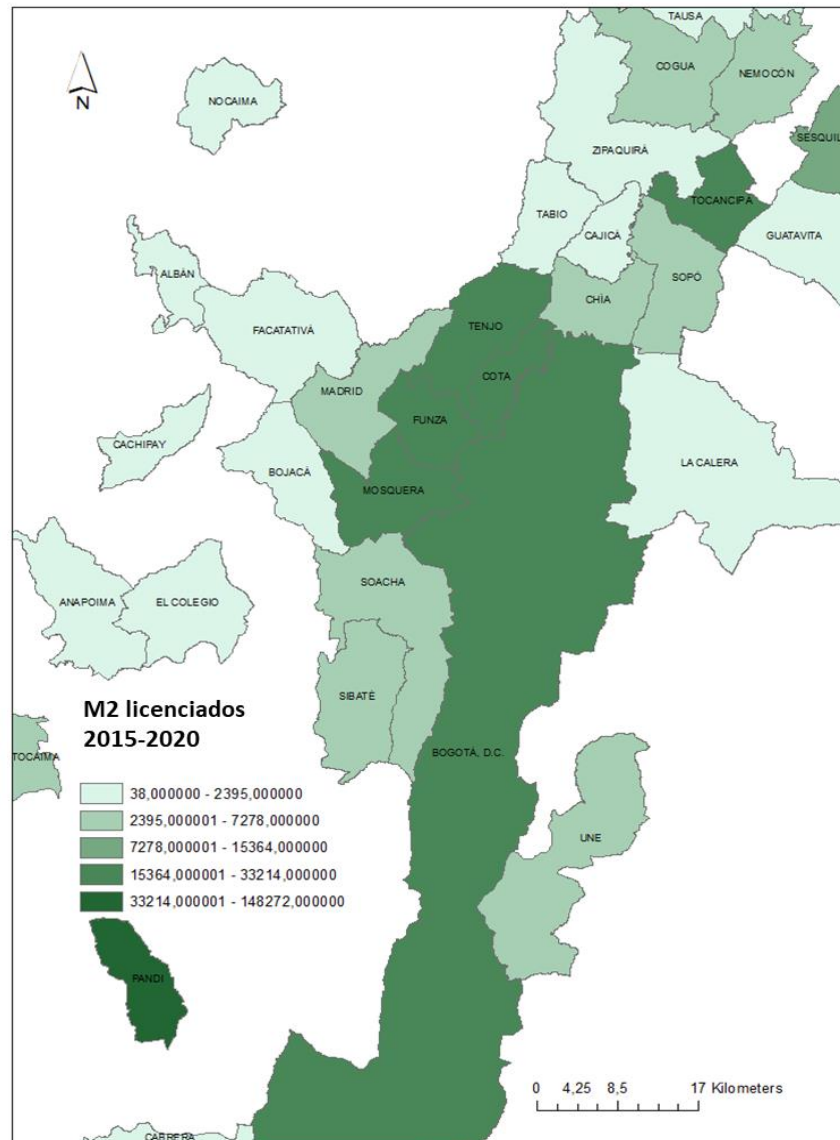 TAUSA
COGUA
NEMOCÓN
N
NOCAIMA
SESQUIL
ZIPAQUIRÁ
TOCANCIPÁ
TABIO
CAJICÁ
GUATAVITA
ALBÁN
SOPÓ
CHÍA
FACATATIVÁ
TENJO
COTA
MADRID
FUNZA
CACHIPAY
BOJACÁ
LA CALERA
MOSQUERA
SOACHA
ANAPOIMA
EL COLEGIO
SIBATÉ
M2 licenciados
2015-2020
TOCAIMA
BOGOTÁ, D.C.
38,000000 - 2395,000000
2395,000001 - 7278,000000
7278,000001 - 15364,000000
15364,000001 - 33214,000000
33214,000001 - 148272,000000
UNE
PANDI
0 4,25 8,5 17 Kilometers
CABRERA